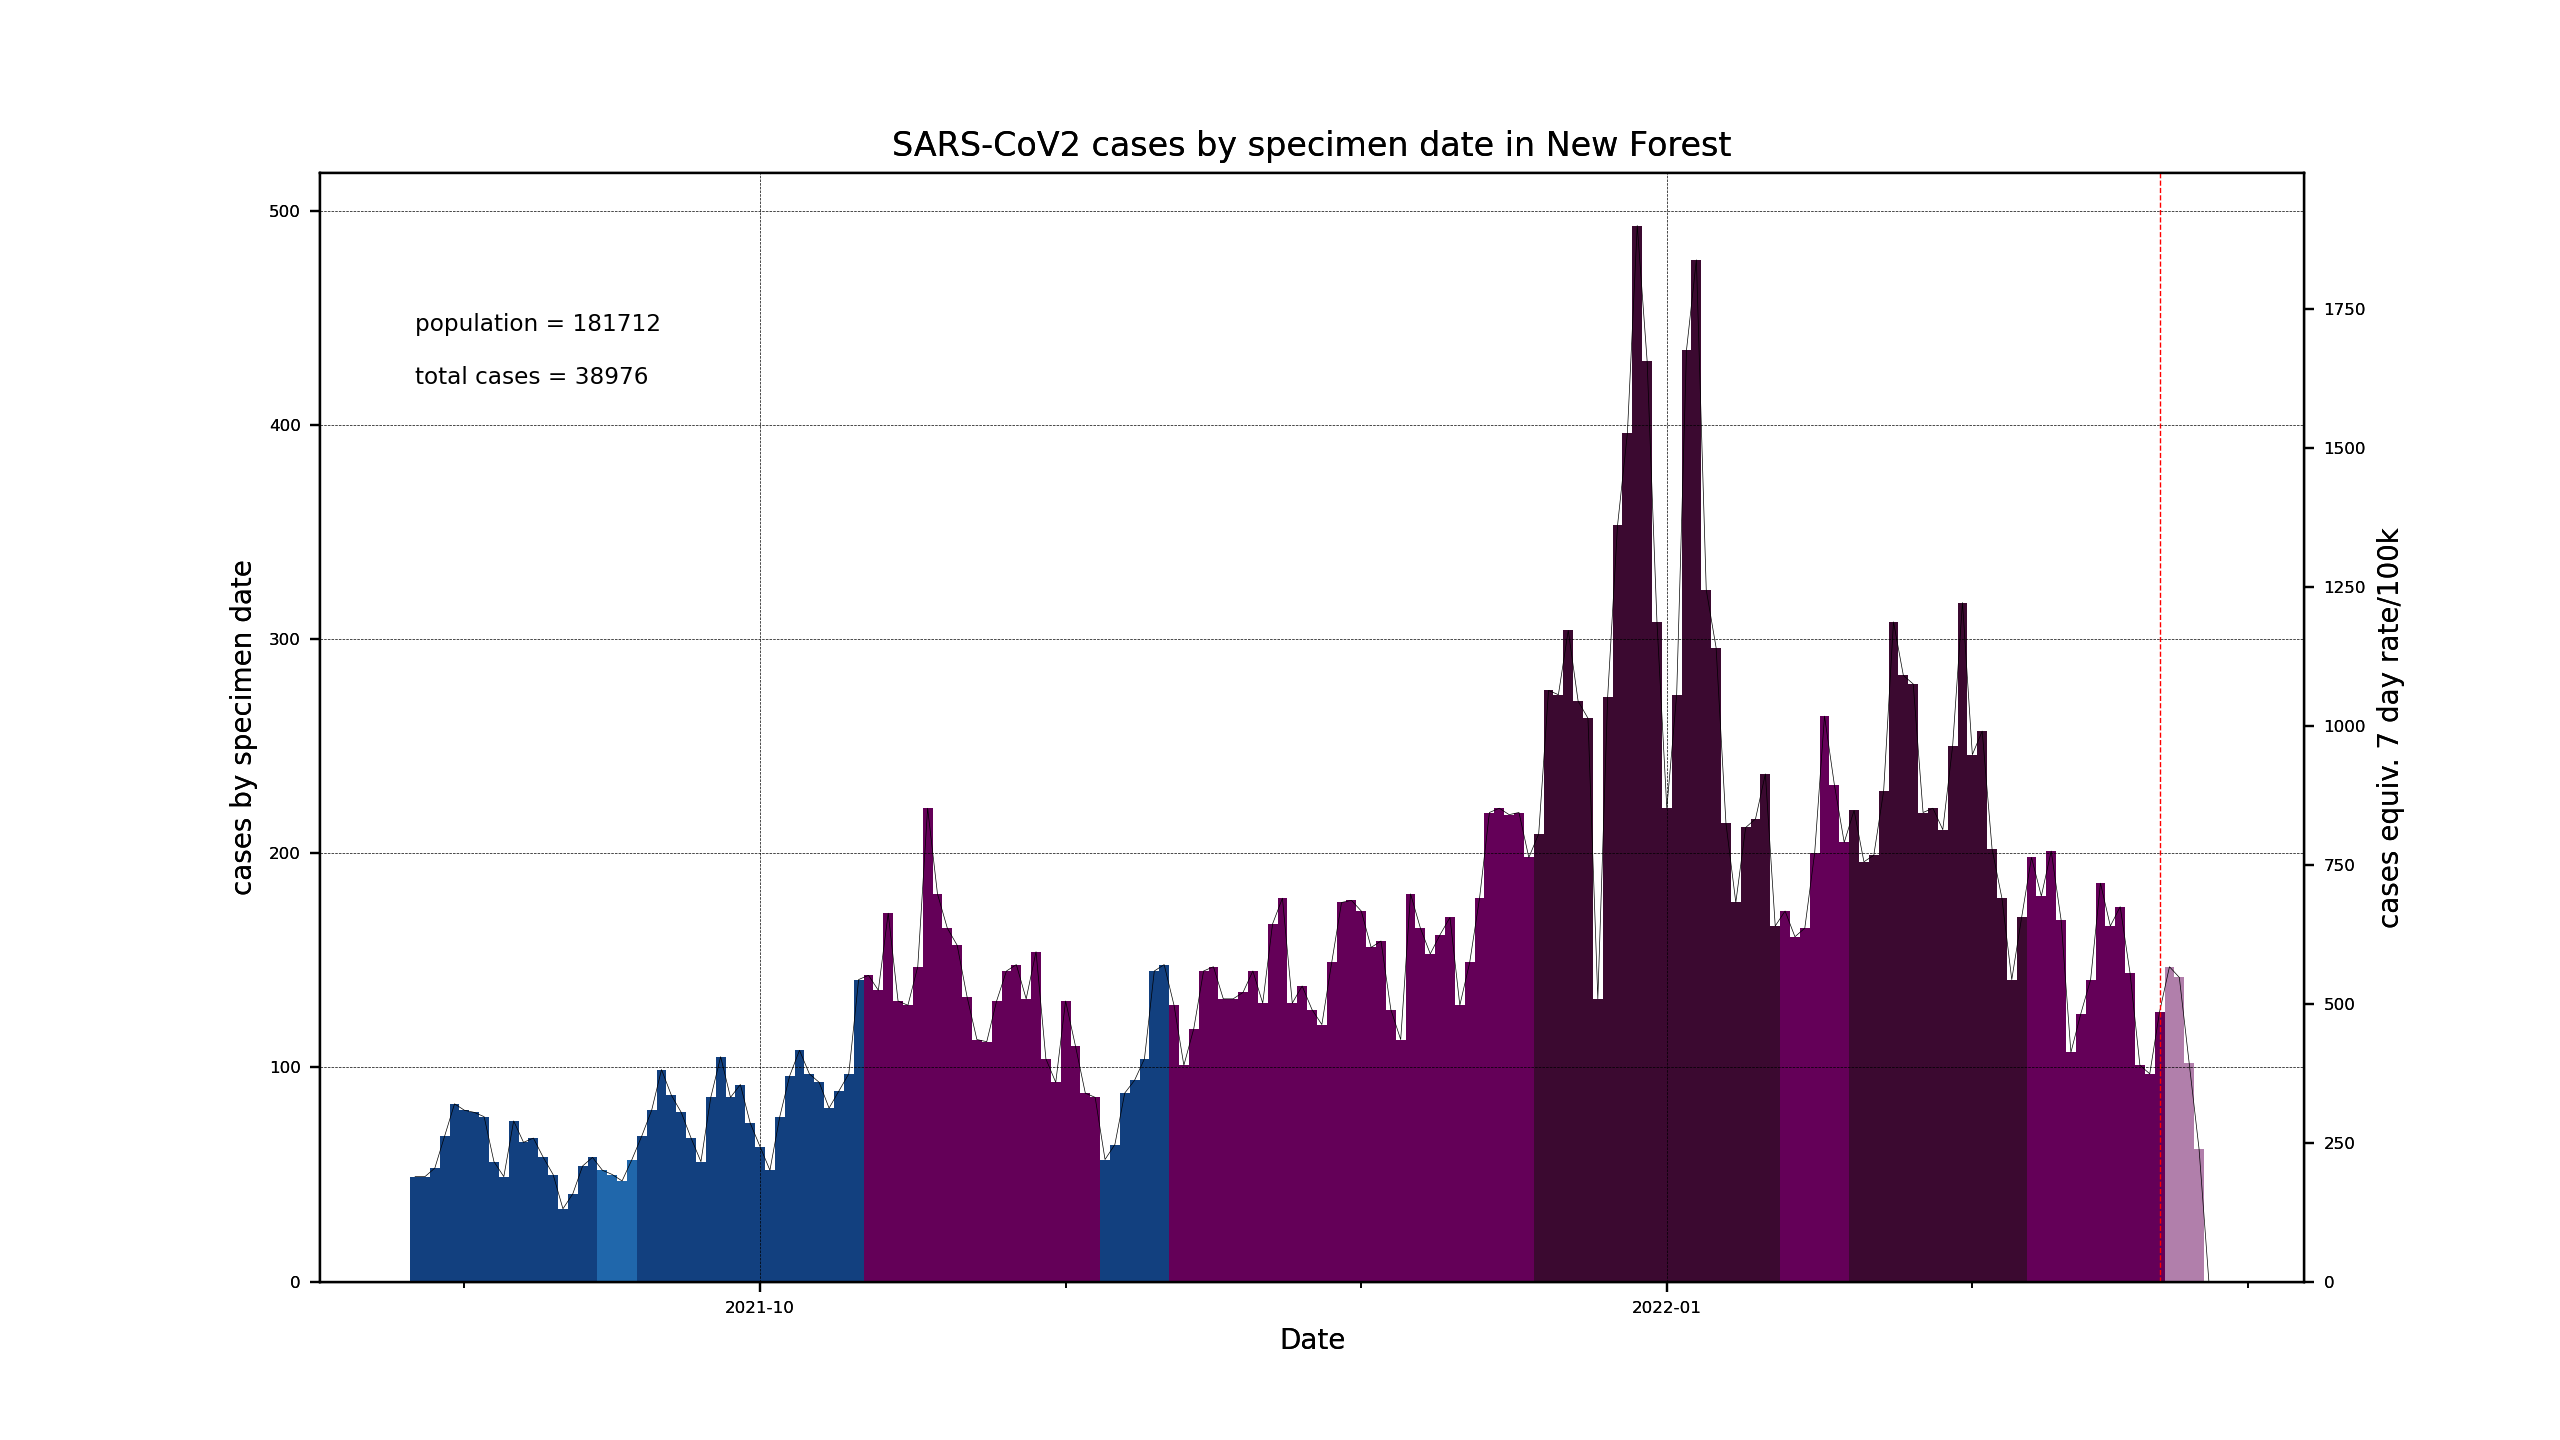 SARS-CoV2 cases by specimen date in New Forest
population = 181712
total cases = 38976
cases by specimen date
500
400
300
200
100
0
2021-10
2022-01
Date
1750
1500
1250
1000
750
500
250
0
cases equiv. 7 day rate/100k